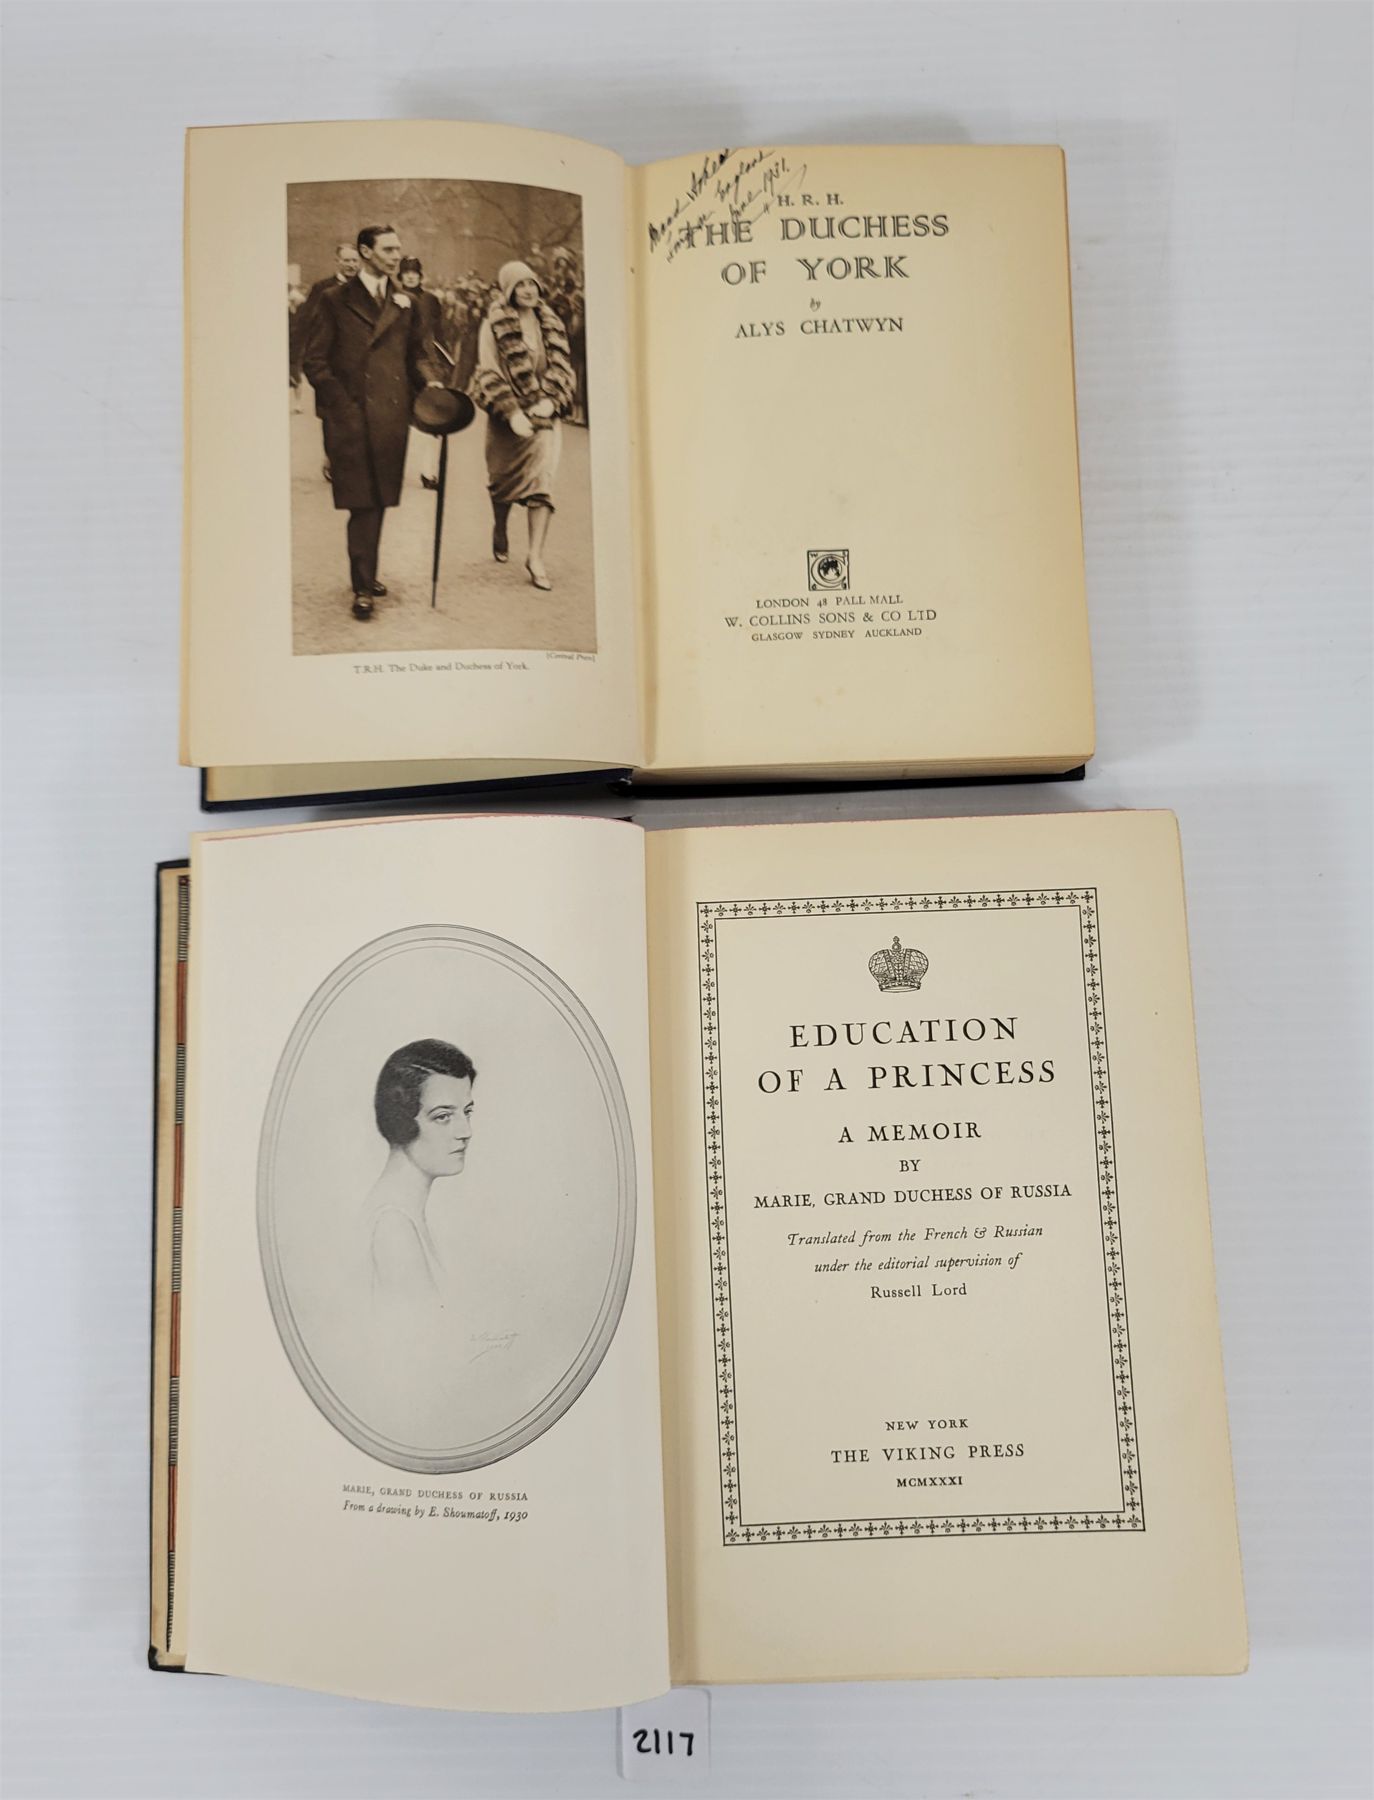 [Central Press]
T.R.H. The Duke and Duchess of York.
England
June 1931.
H. R. H.
THE DUCHESS
OF YORK
by
ALYS CHATWYN
LONDON 48 PALL MALL
W. COLLINS SONS & CO LTD
GLASGOW SYDNEY AUCKLAND
MARIE, GRAND DUCHESS OF RUSSIA
From a drawing by E. Shoumatoff, 1930
EDUCATION
OF A PRINCESS
A MEMOIR
BY
MARIE, GRAND DUCHESS OF RUSSIA
Translated from the French & Russian
under the editorial supervision of
Russell Lord
NEW YORK
THE VIKING PRESS
MCMXXXI
2117